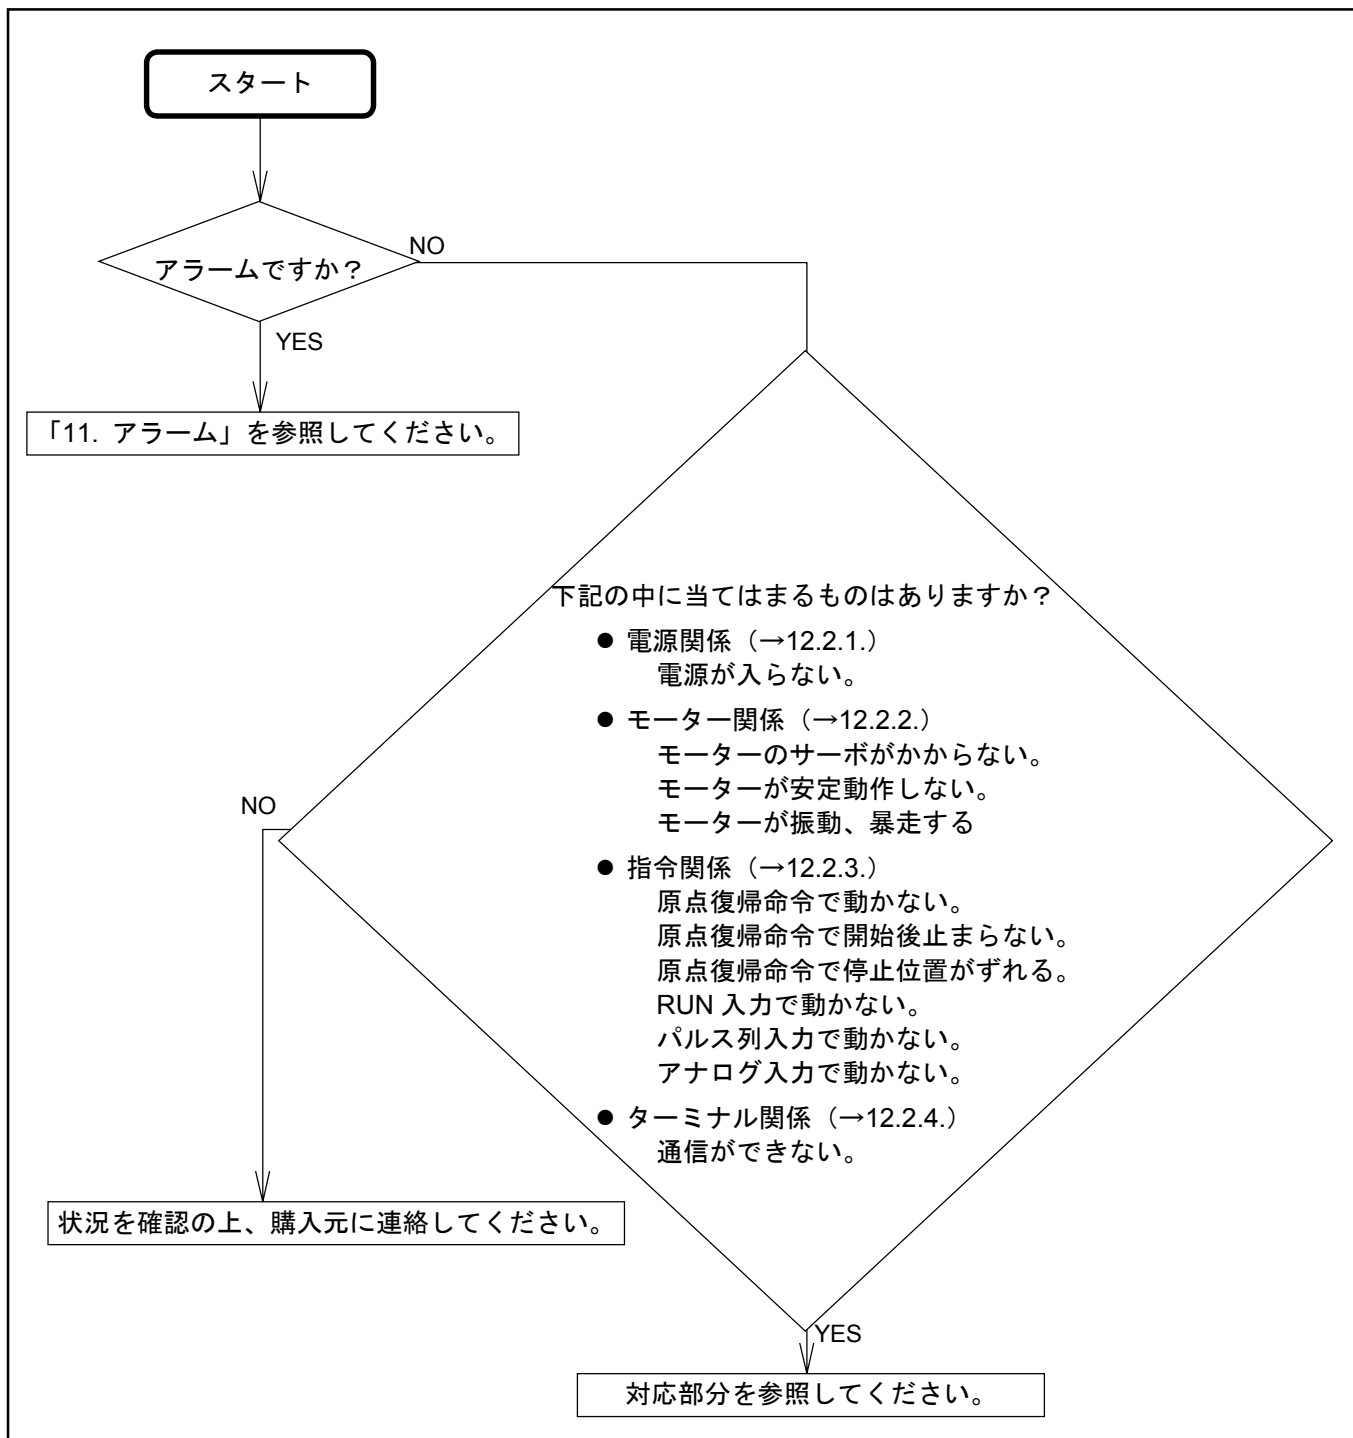 スタート
アラームですか？
NO
YES
「11. アラーム」を参照してください。
下記の中に当てはまるものはありますか？
● 電源関係（→12.2.1.）
電源が入らない。
● モーター関係（→12.2.2.）
モーターのサーボがかからない。
モーターが安定動作しない。
モーターが振動、暴走する
● 指令関係（→12.2.3.）
原点復帰命令で動かない。
原点復帰命令で開始後止まらない。
原点復帰命令で停止位置がずれる。
RUN 入力で動かない。
パルス列入力で動かない。
アナログ入力で動かない。
● ターミナル関係（→12.2.4.）
通信ができない。
NO
状況を確認の上、購入元に連絡してください。
YES
対応部分を参照してください。